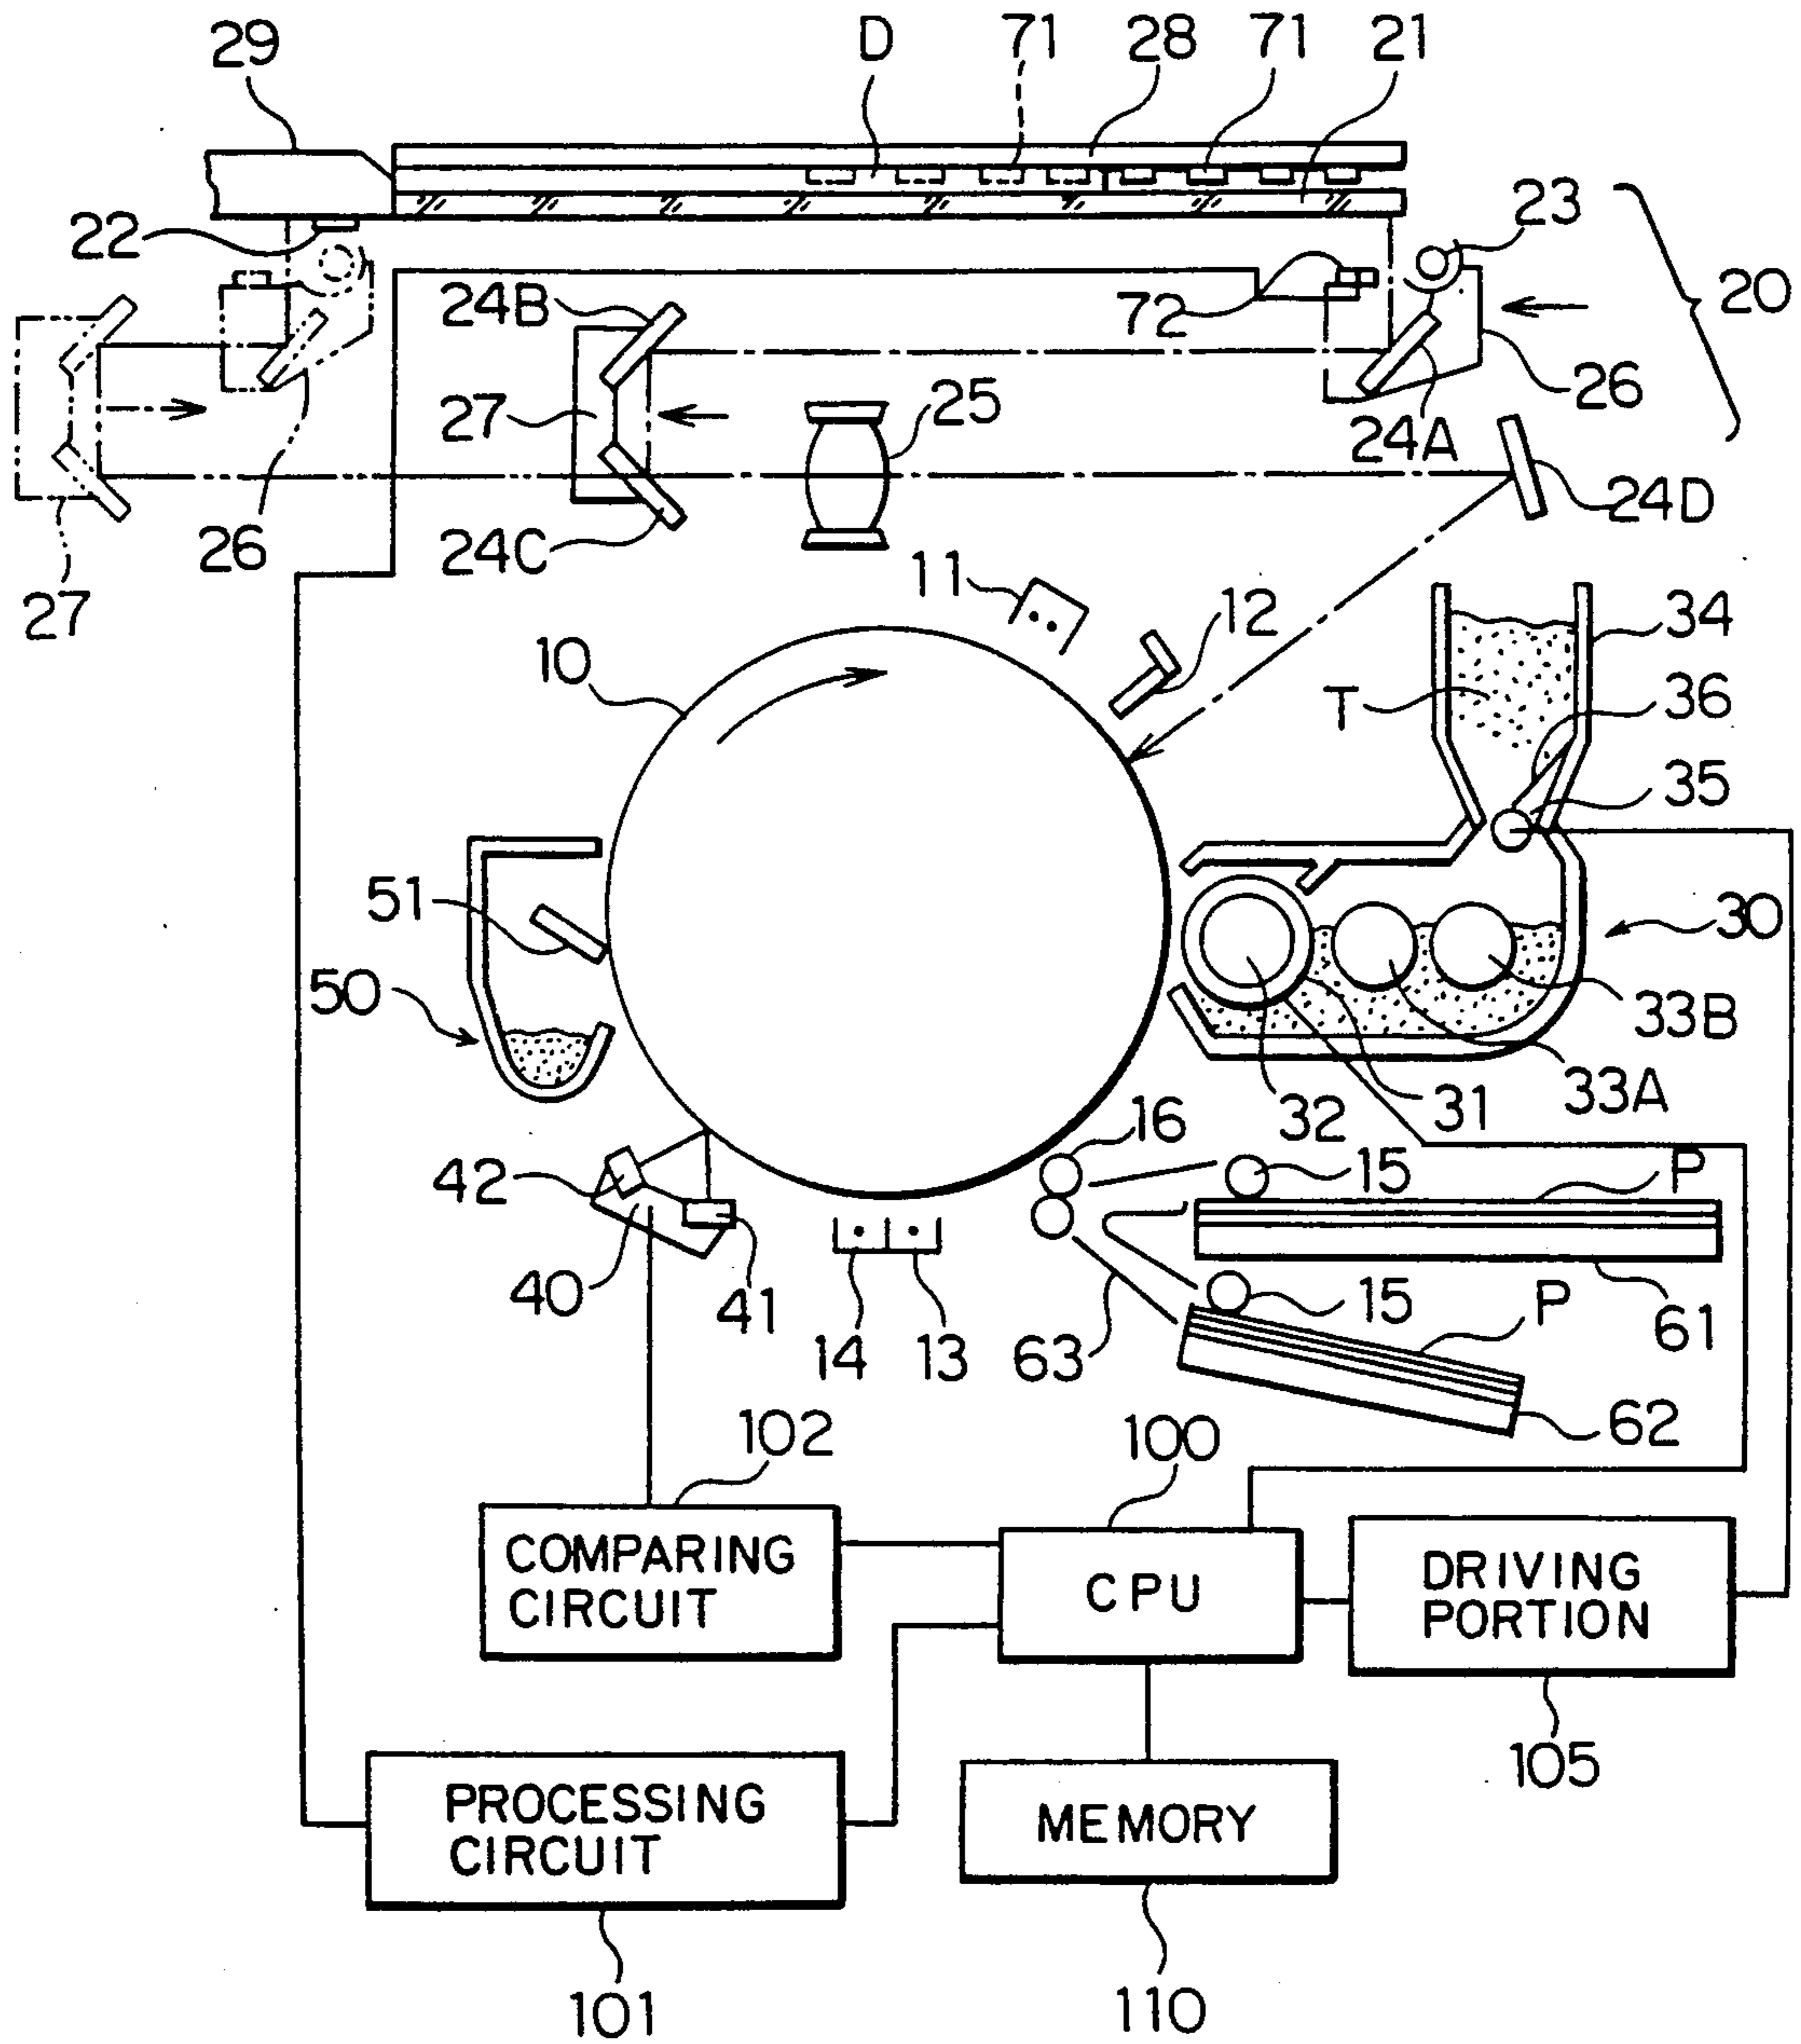 29
D
71
28
71
21
22
23
20
24B
72
26
27
25
24A
24D
26
24C
27
11
12
10
34
T
36
35
51
30
50
33B
33A
32
31
16
15
P
42
40
41
14
13
63
15
P
61
62
102
100
COMPARING
CIRCUIT
CPU
DRIVING
PORTION
105
PROCESSING
CIRCUIT
MEMORY
101
110